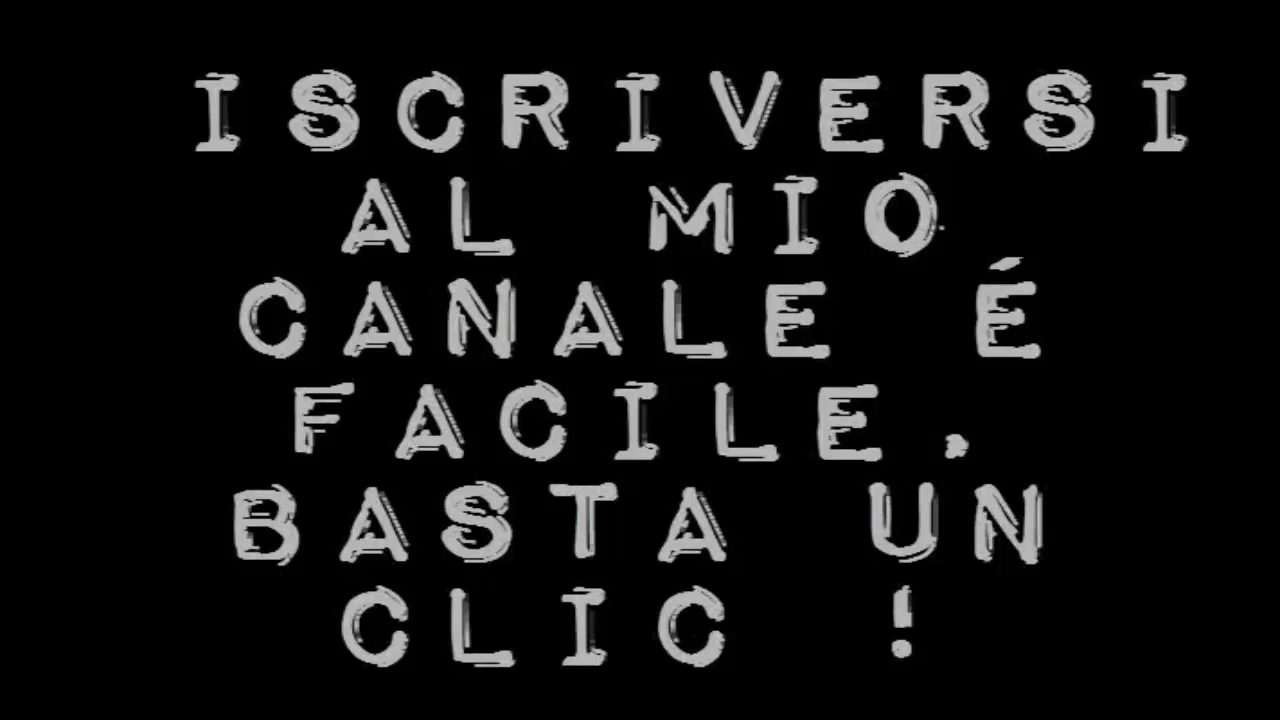 ISCRIVERSI
AL MIO
CANALE É
FACILE.
BASTA UN
CLIC !